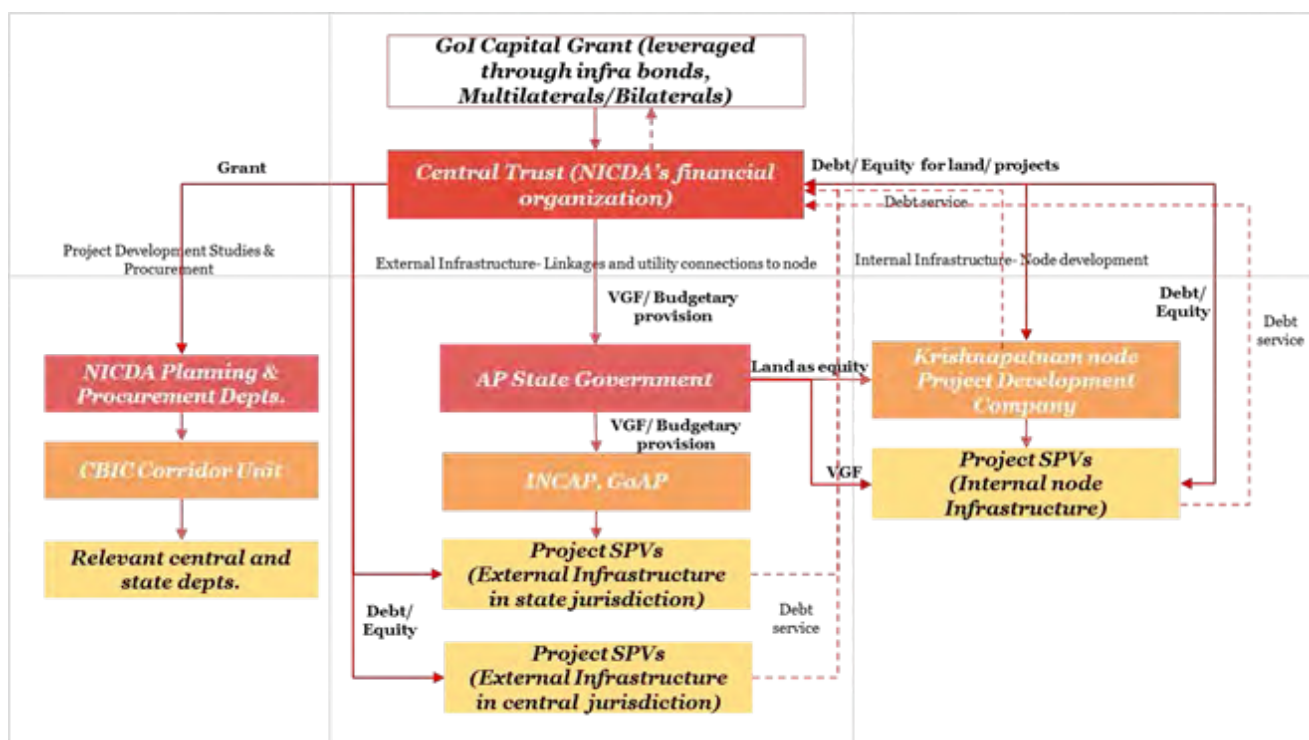 GoI Capital Grant (leveraged
through infra bonds,
Multilaterals/Bilaterals)
Grant
Central Trust (NICDA's financial
organization)
Debt/ Equity for land/ projects
Debt service
Project Development Studies &
Procurement
External Infrastructure- Linkages and utility connections to node
Internal Infrastructure- Node development
VGF/ Budgetary
provision
Debt/
Equity
Debt
service
NICDA Planning &
Procurement Depts.
AP State Government
Land as equity
Krishnapatnam node
Project Development
Company
VGF/ Budgetary
provision
CBIC Corridor Unit
INCAP, GoAP
VGF
Project SPVs
(Internal node
Infrastructure)
Relevant central and
state depts.
Project SPVs
(External Infrastructure
in state jurisdiction)
Debt/
Equity
Debt
service
Project SPVs
(External Infrastructure
in central jurisdiction)